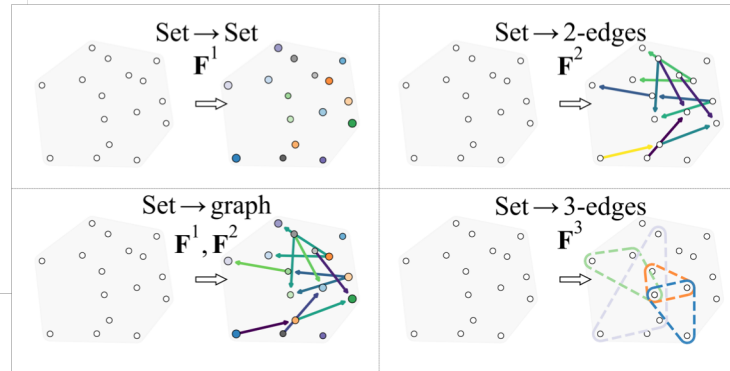 Set → Set
F¹
Set → 2-edges
F²
Set → graph
F¹, F²
Set → 3-edges
F³